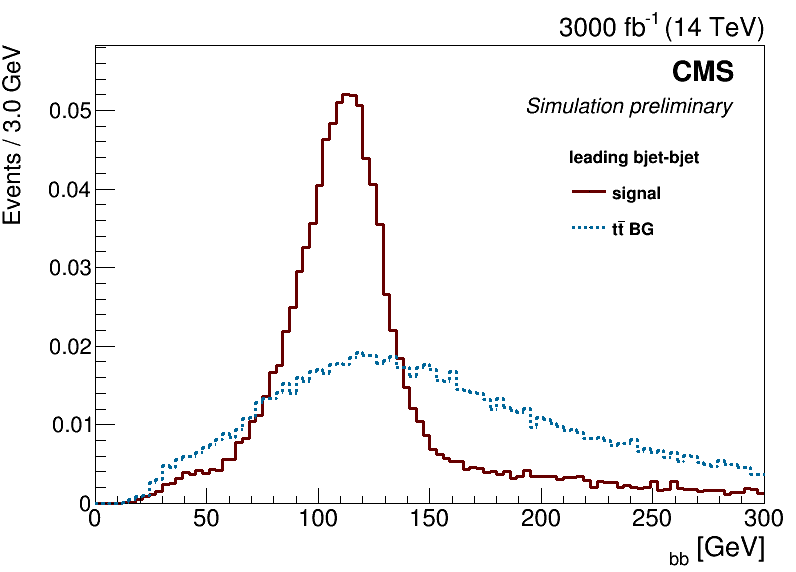 3000 fb-1 (14 TeV)
CMS
Simulation preliminary
leading bjet-bjet
signal
tt̄ BG
Events / 3.0 GeV
0.05
0.04
0.03
0.02
0.01
0
0 50 100 150 200 250 300
bb [GeV]